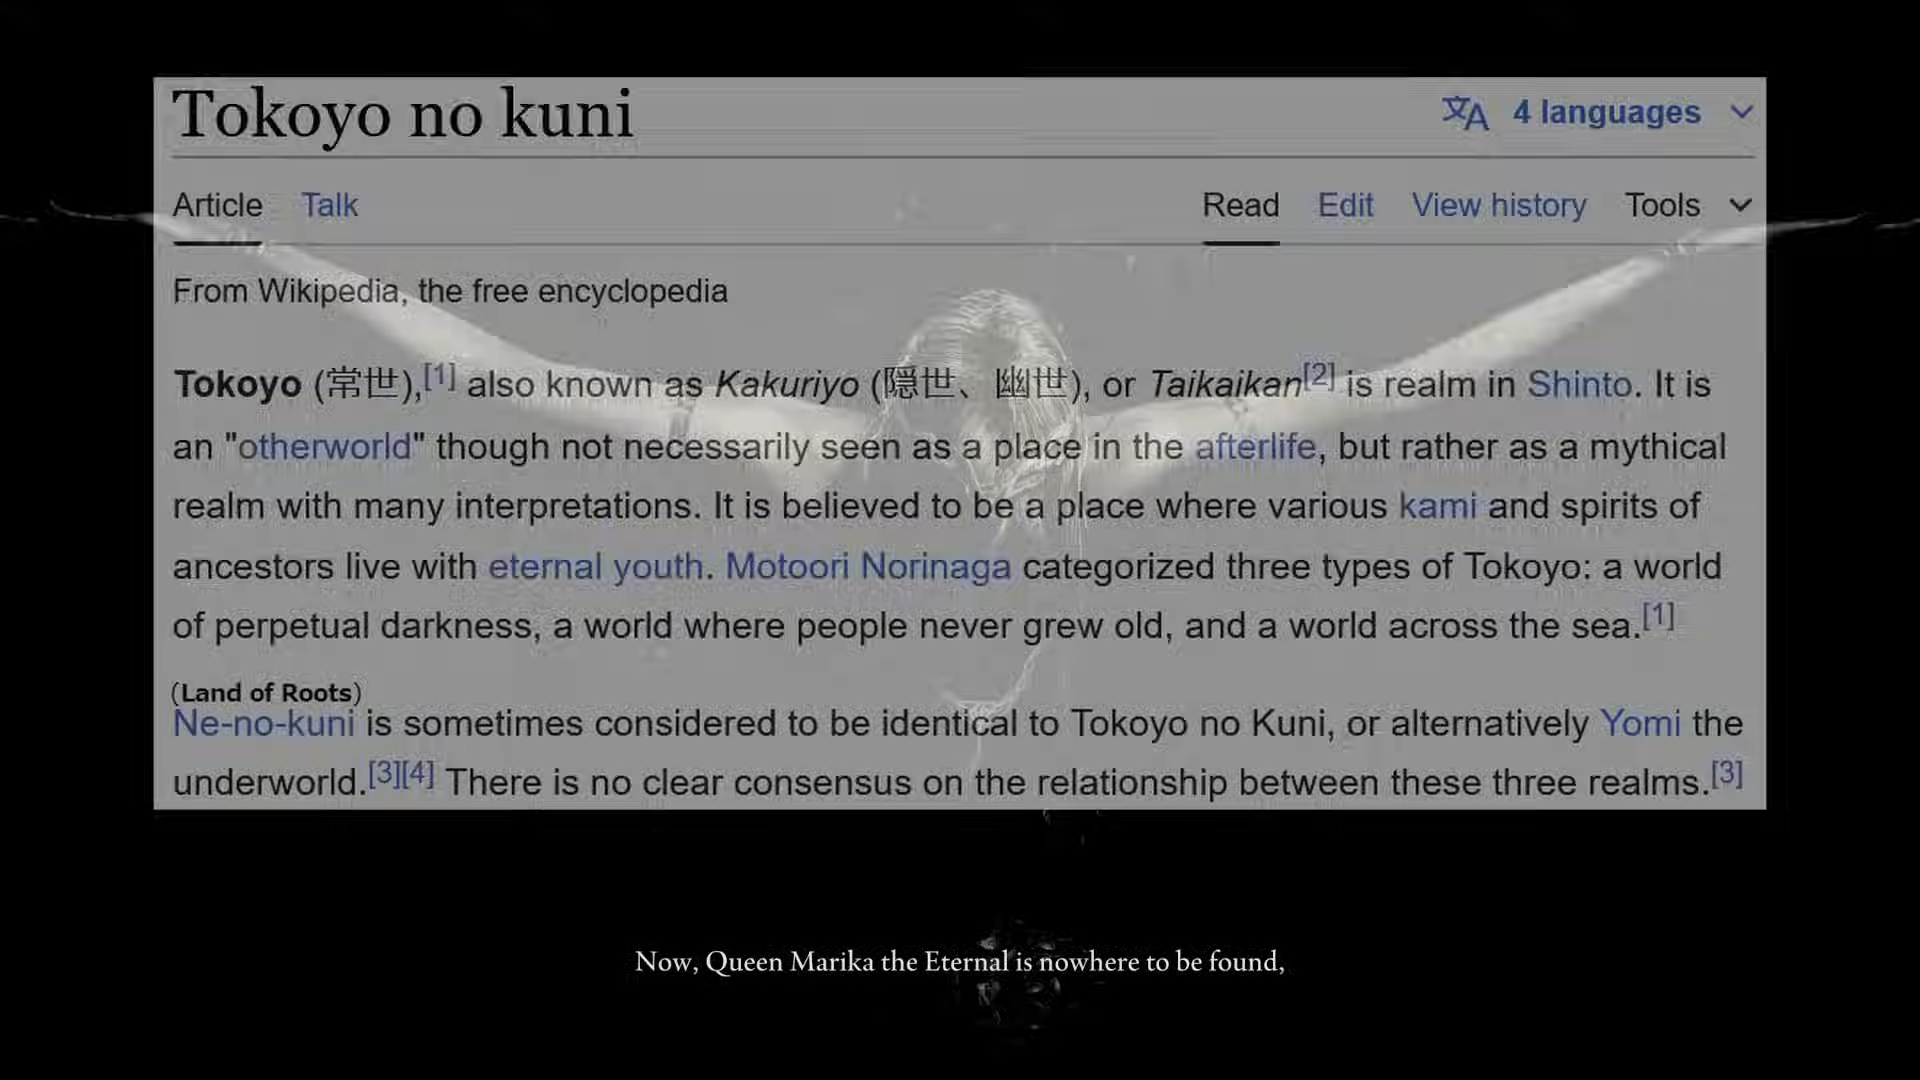 Tokoyo no kuni
4 languages
Article Talk Read Edit View history Tools
From Wikipedia, the free encyclopedia
Tokoyo (常世),[1] also known as Kakuriyo (隠世、幽世), or Taikaikan[2] is realm in Shinto. It is
an "otherworld" though not necessarily seen as a place in the afterlife, but rather as a mythical
realm with many interpretations. It is believed to be a place where various kami and spirits of
ancestors live with eternal youth. Motoori Norinaga categorized three types of Tokoyo: a world
of perpetual darkness, a world where people never grew old, and a world across the sea.[1]
(Land of Roots)
Ne-no-kuni is sometimes considered to be identical to Tokoyo no Kuni, or alternatively Yomi the
underworld.[3][4] There is no clear consensus on the relationship between these three realms.[3]
Now, Queen Marika the Eternal is nowhere to be found,